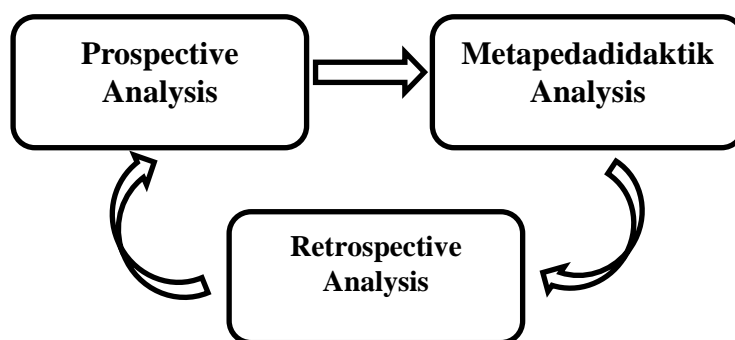 Prospective
Analysis
Metapedadidaktik
Analysis
Retrospective
Analysis